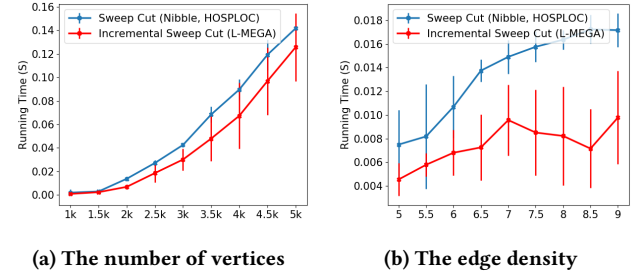 Sweep Cut (Nibble, HOSPLOC)
Incremental Sweep Cut (L-MEGA)
Running Time (S)
0.16
0.14
0.12
0.10
0.08
0.06
0.04
0.02
0.00
1k 1.5k 2k 2.5k 3k 3.5k 4k 4.5k 5k
(a) The number of vertices
Sweep Cut (Nibble, HOSPLOC)
Incremental Sweep Cut (L-MEGA)
Running Time (S)
0.018
0.016
0.014
0.012
0.010
0.008
0.006
0.004
5 5.5 6 6.5 7 7.5 8 8.5 9
(b) The edge density